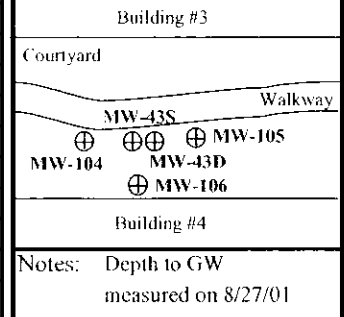 Building #3
Courtyard
Walkway
MW-43S
MW-105
MW-104
MW-43D
MW-106
Building #4
Notes: Depth to GW
measured on 8/27/01